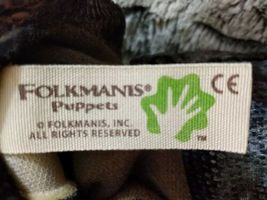 FOLKMANIS®
Puppets
© FOLKMANIS, INC.
ALL RIGHTS RESERVED
TM
CE